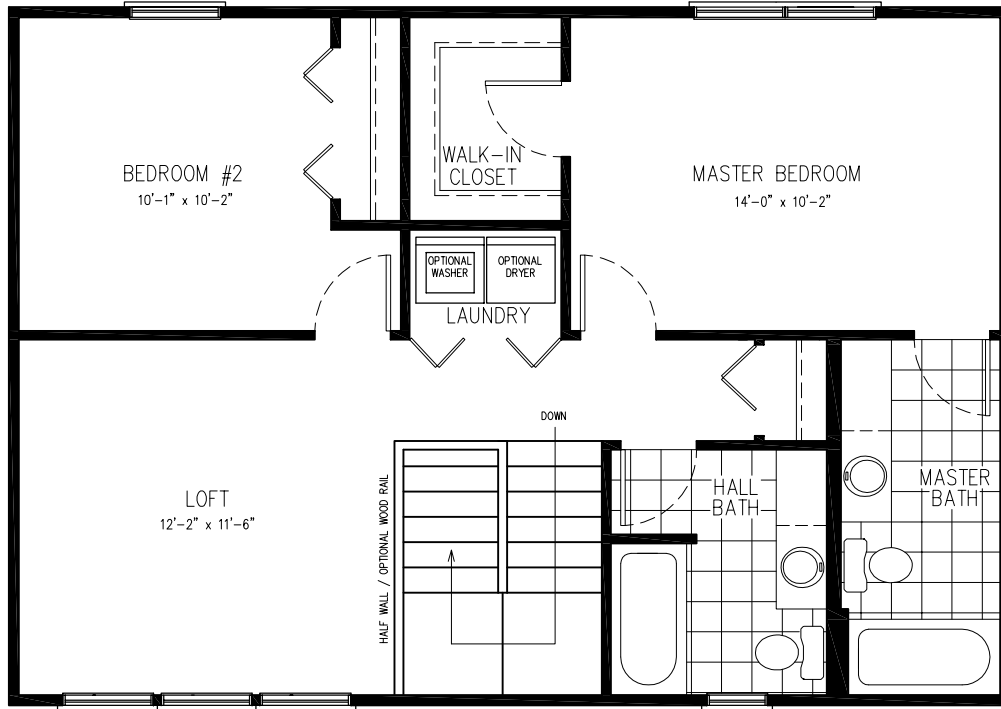 BEDROOM #2
10'-1" x 10'-2"
WALK-IN
CLOSET
MASTER BEDROOM
14'-0" x 10'-2"
OPTIONAL
WASHER
OPTIONAL
DRYER
LAUNDRY
DOWN
LOFT
12'-2" x 11'-6"
HALF WALL / OPTIONAL WOOD RAIL
HALL
BATH
MASTER
BATH